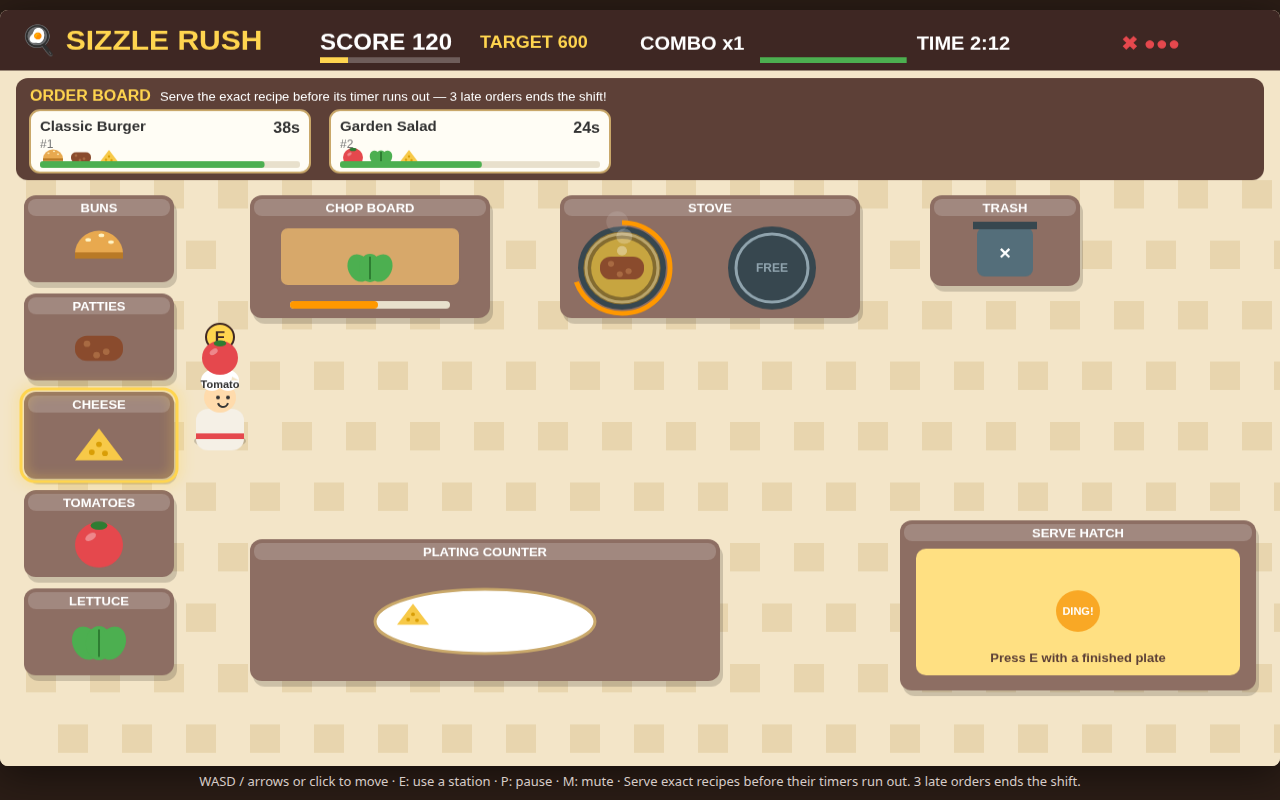 SIZZLE RUSH
SCORE 120
TARGET 600
COMBO x1
TIME 2:12
ORDER BOARD Serve the exact recipe before its timer runs out — 3 late orders ends the shift!
Classic Burger 38s
#1
Garden Salad 24s
#2
BUNS
CHOP BOARD
STOVE
TRASH
FREE
×
PATTIES
E
Tomato
CHEESE
TOMATOES
LETTUCE
PLATING COUNTER
SERVE HATCH
DING!
Press E with a finished plate
WASD / arrows or click to move · E: use a station · P: pause · M: mute · Serve exact recipes before their timers run out. 3 late orders ends the shift.